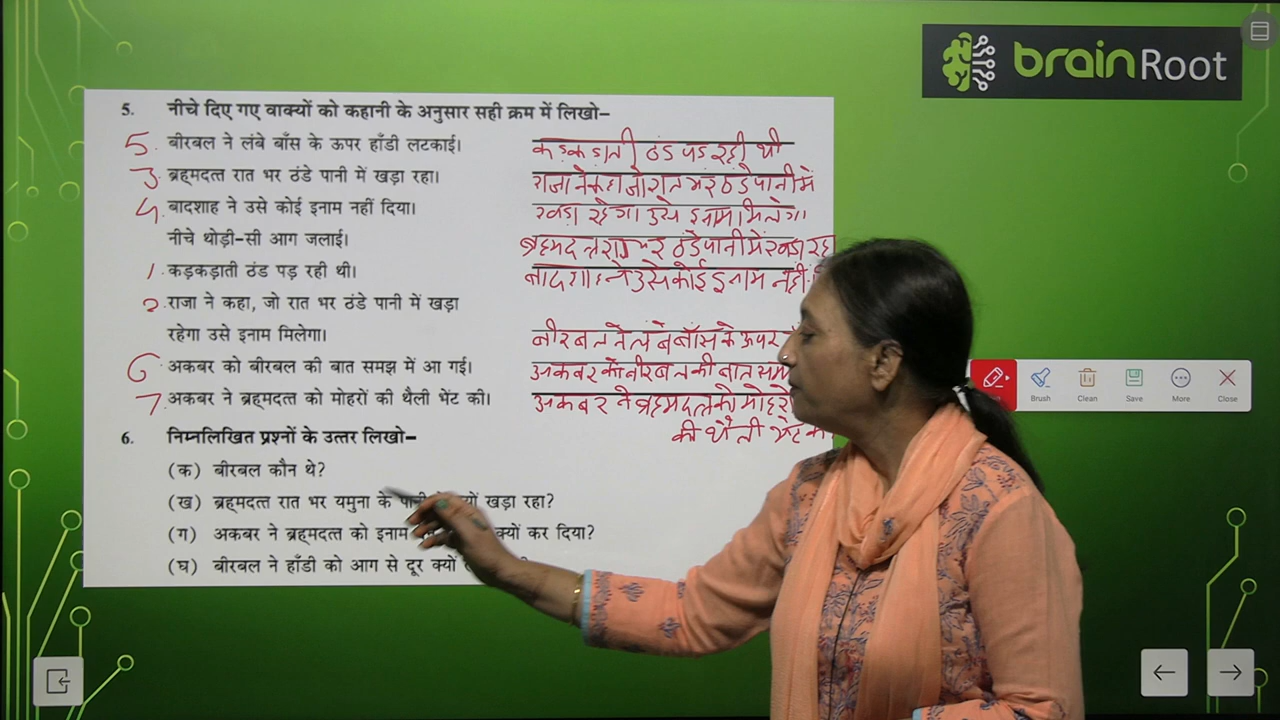 brainRoot
5. नीचे दिए गए वाक्यों को कहानी के अनुसार सही क्रम में लिखो–
5. बीरबल ने लंबे बाँस के ऊपर हाँडी लटकाई। कड़कड़ाती ठंड पड़ रही थी
3. ब्रह्मदत्त रात भर ठंडे पानी में खड़ा रहा। राजा ने कहा जो रात भर ठंडे पानी में
4. बादशाह ने उसे कोई इनाम नहीं दिया। खड़ा रहेगा उसे इनाम मिलेगा
नीचे थोड़ी-सी आग जलाई। ब्रह्मदत्त ठंडे पानी में खड़ा रहा
1. कड़कड़ाती ठंड पड़ रही थी। बादशाह ने उसे कोई इनाम नहीं
2. राजा ने कहा, जो रात भर ठंडे पानी में खड़ा
रहेगा उसे इनाम मिलेगा। बीरबल ने लंबे बाँस के ऊपर
6 अकबर को बीरबल की बात समझ में आ गई। अकबर को बीरबल की बात
7. अकबर ने ब्रह्मदत्त को मोहरों की थैली भेंट की। अकबर ने ब्रह्मदत्त को
की थैली भेंट
6. निम्नलिखित प्रश्नों के उत्तर लिखो–
(क) बीरबल कौन थे?
(ख) ब्रह्मदत्त रात भर यमुना के पानी खड़ा रहा?
(ग) अकबर ने ब्रह्मदत्त को इनाम क्यों कर दिया?
(घ) बीरबल ने हाँडी को आग से दूर क्यों
Brush Clean Save More Close